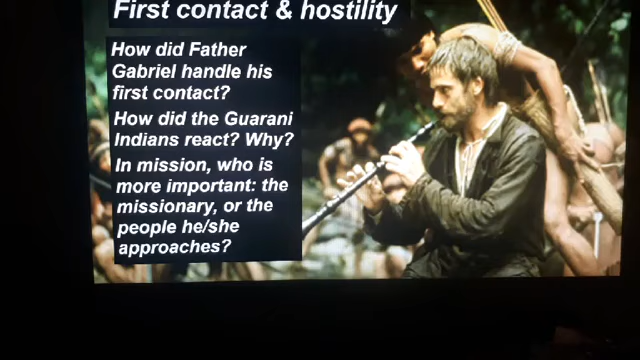 First contact & hostility
How did Father
Gabriel handle his
first contact?
How did the Guarani
Indians react? Why?
In mission, who is
more important: the
missionary, or the
people he/she
approaches?